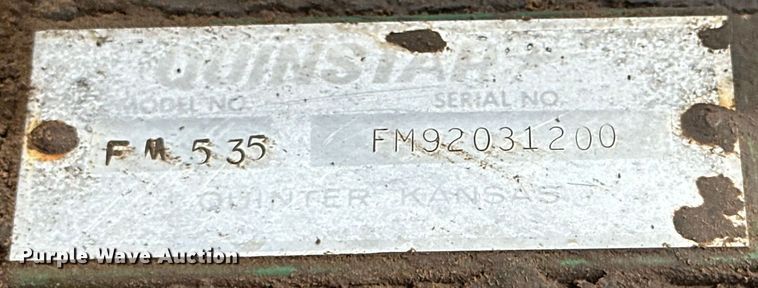 QUINSTAR
MODEL NO. SERIAL NO.
FM 535 FM92031200
QUINTER KANSAS
Purple Wave Auction